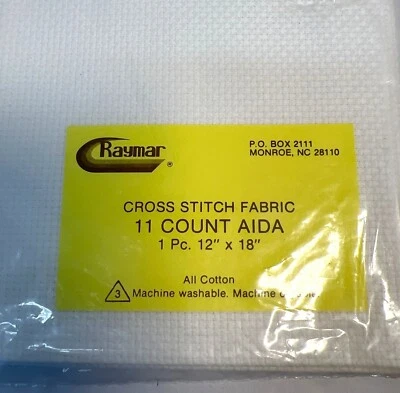 Raymar ®
P.O. BOX 2111
MONROE, NC 28110
CROSS STITCH FABRIC
11 COUNT AIDA
1 Pc. 12" x 18"
All Cotton
3 Machine washable. Machine